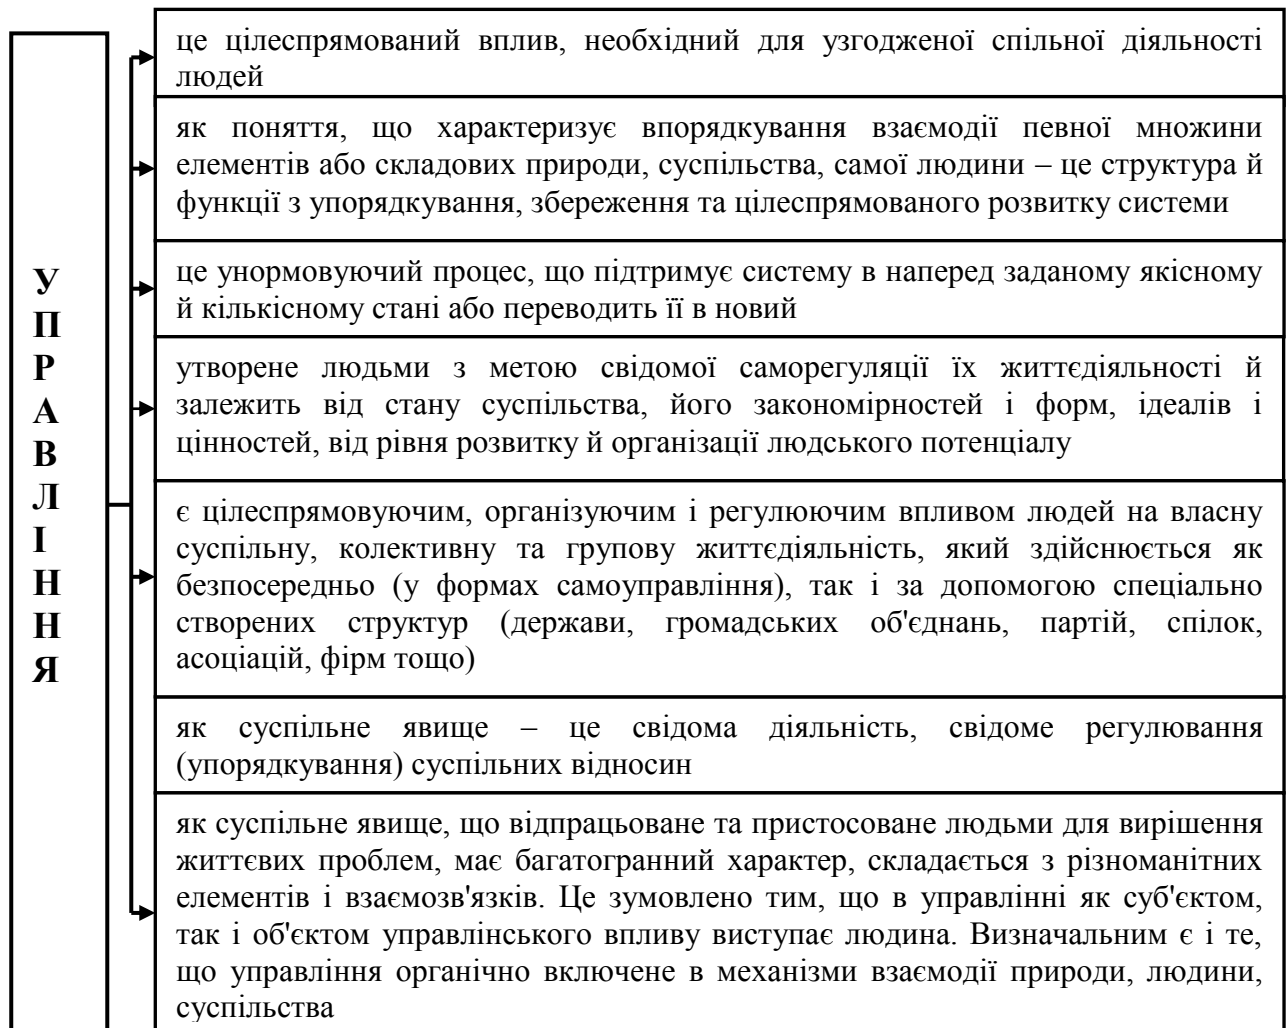 УПРАВЛІННЯ
це цілеспрямований вплив, необхідний для узгодженої спільної діяльності
людей
як поняття, що характеризує впорядкування взаємодії певної множини
елементів або складових природи, суспільства, самої людини – це структура й
функції з упорядкування, збереження та цілеспрямованого розвитку системи
це унормовуючий процес, що підтримує систему в наперед заданому якісному
й кількісному стані або переводить її в новий
утворене людьми з метою свідомої саморегуляції їх життєдіяльності й
залежить від стану суспільства, його закономірностей і форм, ідеалів і
цінностей, від рівня розвитку й організації людського потенціалу
є цілеспрямовуючим, організуючим і регулюючим впливом людей на власну
суспільну, колективну та групову життєдіяльність, який здійснюється як
безпосередньо (у формах самоуправління), так і за допомогою спеціально
створених структур (держави, громадських об'єднань, партій, спілок,
асоціацій, фірм тощо)
як суспільне явище – це свідома діяльність, свідоме регулювання
(упорядкування) суспільних відносин
як суспільне явище, що відпрацьоване та пристосоване людьми для вирішення
життєвих проблем, має багатогранний характер, складається з різноманітних
елементів і взаємозв'язків. Це зумовлено тим, що в управлінні як суб'єктом,
так і об'єктом управлінського впливу виступає людина. Визначальним є і те,
що управління органічно включене в механізми взаємодії природи, людини,
суспільства